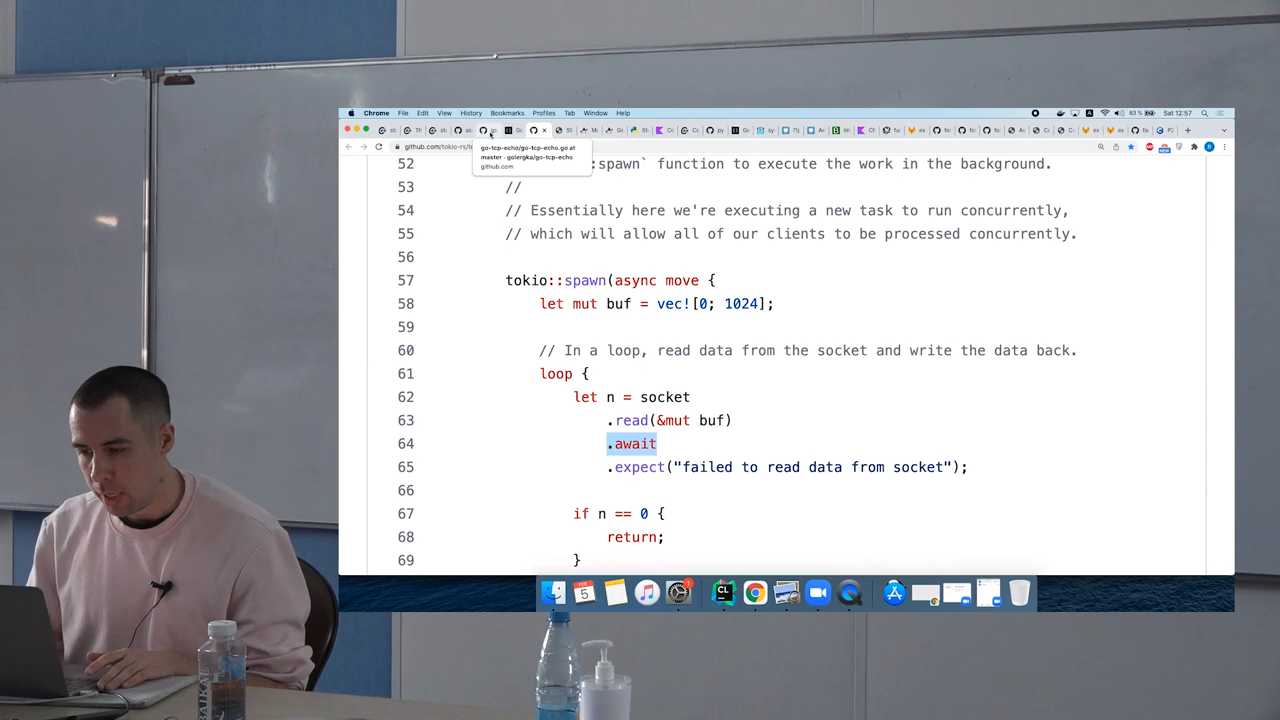 Chrome File Edit View History Bookmarks Profiles Tab Window Help
83 % Sat 12:57
github.com/tokio-rs/
go-tcp-echo/go-tcp-echo.go at
master · golergka/go-tcp-echo
github.com
52 :spawn` function to execute the work in the background.
53 //
54 // Essentially here we're executing a new task to run concurrently,
55 // which will allow all of our clients to be processed concurrently.
56
57 tokio::spawn(async move {
58 let mut buf = vec![0; 1024];
59
60 // In a loop, read data from the socket and write the data back.
61 loop {
62 let n = socket
63 .read(&mut buf)
64 .await
65 .expect("failed to read data from socket");
66
67 if n == 0 {
68 return;
69 }
FEB
5
1
CL